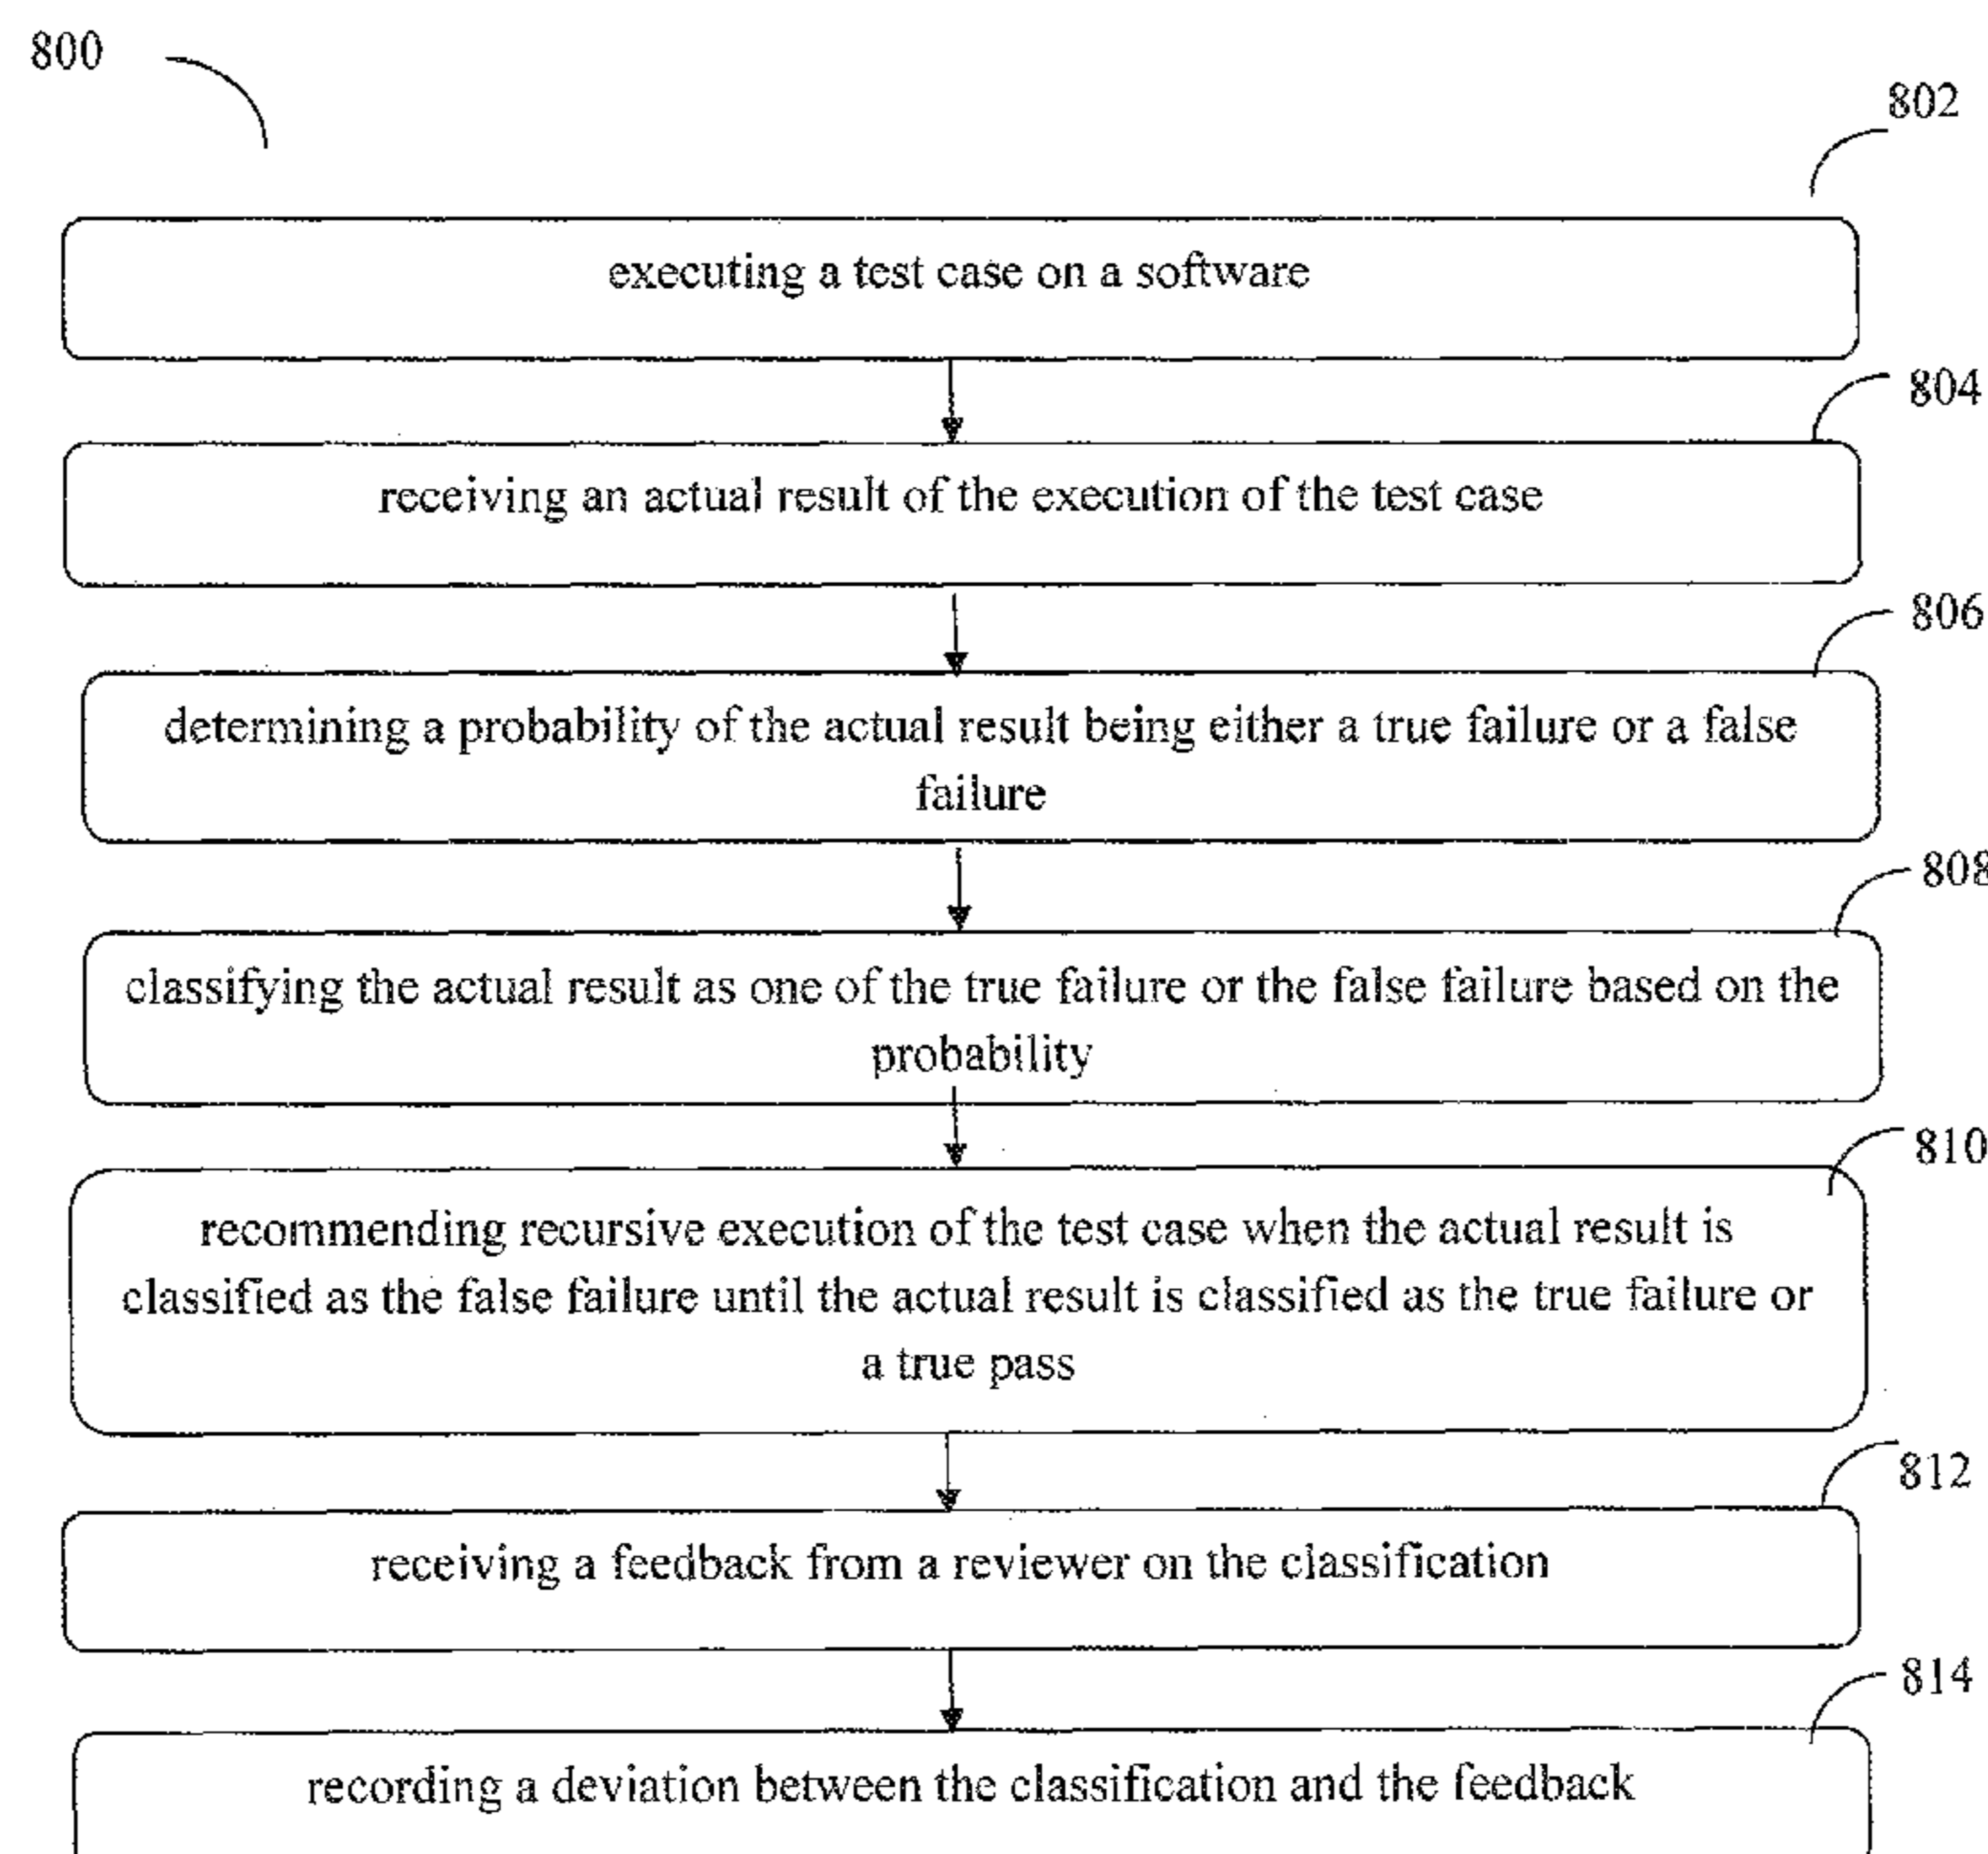 800
802
executing a test case on a software
804
receiving an actual result of the execution of the test case
806
determining a probability of the actual result being either a true failure or a false
failure
808
classifying the actual result as one of the true failure or the false failure based on the
probability
810
recommending recursive execution of the test case when the actual result is
classified as the false failure until the actual result is classified as the true failure or
a true pass
812
receiving a feedback from a reviewer on the classification
814
recording a deviation between the classification and the feedback